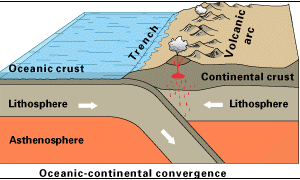 Trench
Volcanic
arc
Oceanic crust
Continental crust
Lithosphere
Lithosphere
Asthenosphere
Oceanic-continental convergence